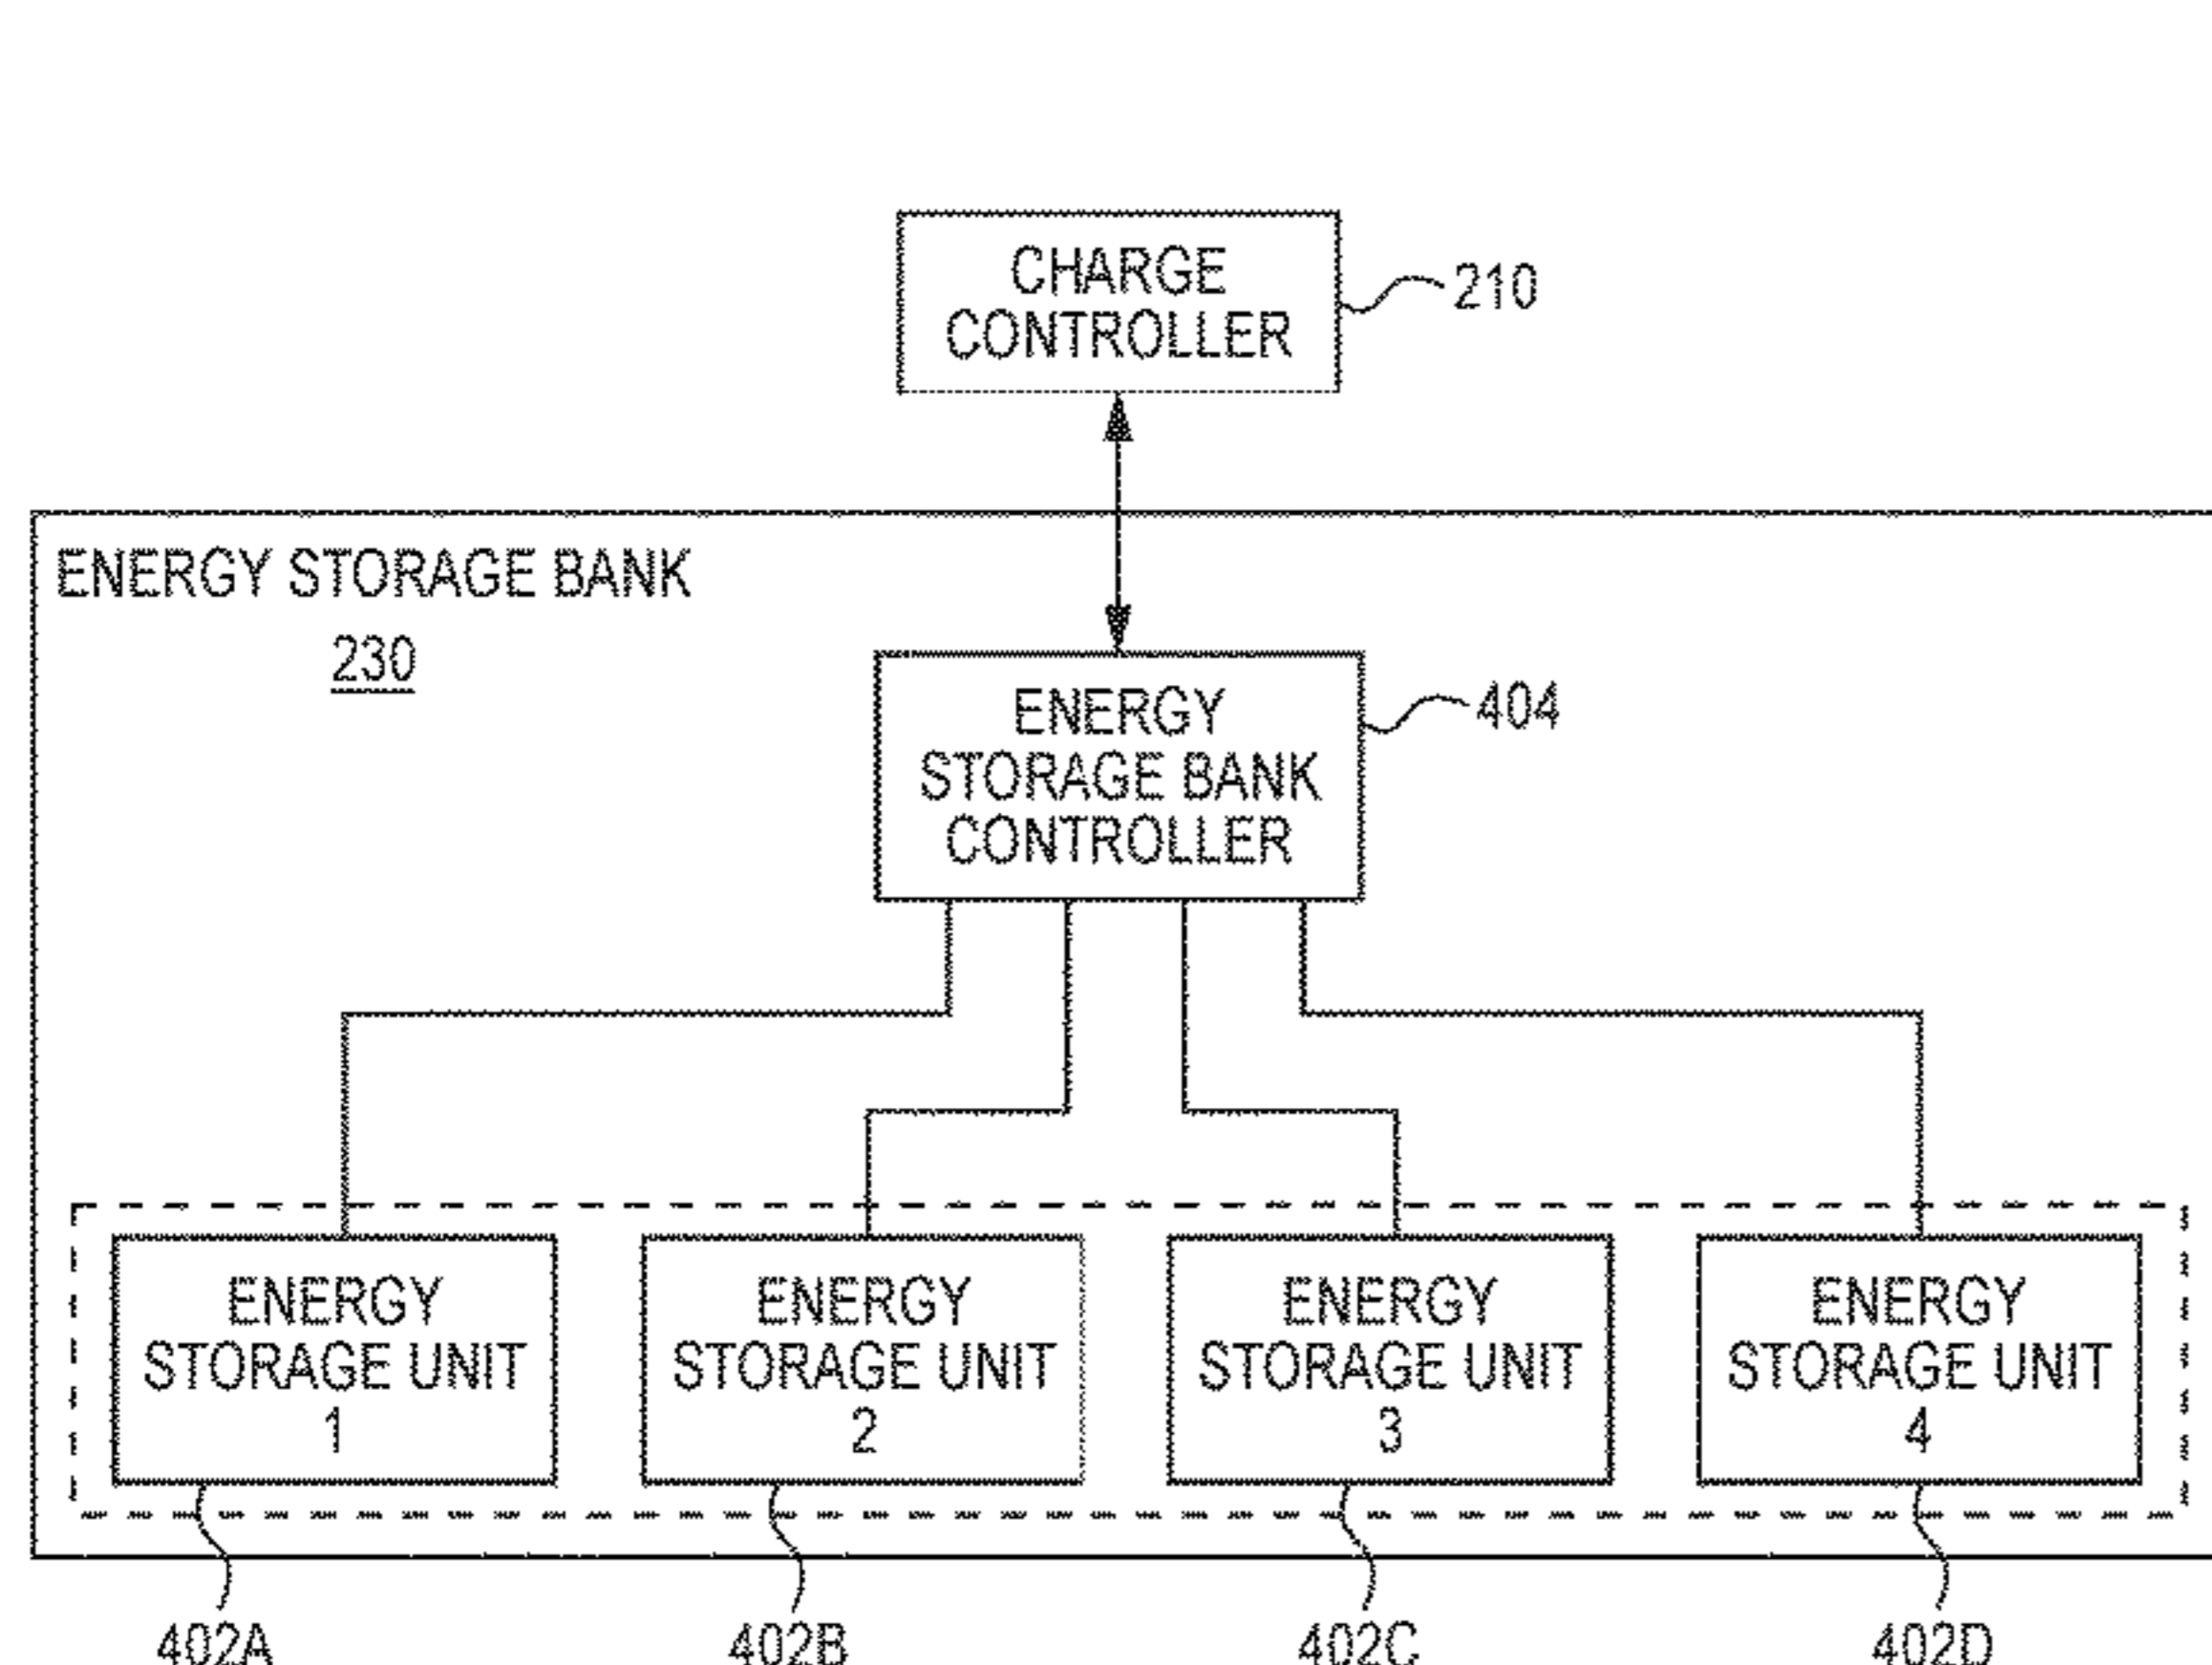 CHARGE
CONTROLLER
210
ENERGY STORAGE BANK
230
ENERGY
STORAGE BANK
CONTROLLER
404
ENERGY
STORAGE UNIT
1
ENERGY
STORAGE UNIT
2
ENERGY
STORAGE UNIT
3
ENERGY
STORAGE UNIT
4
402A
402B
402C
402D